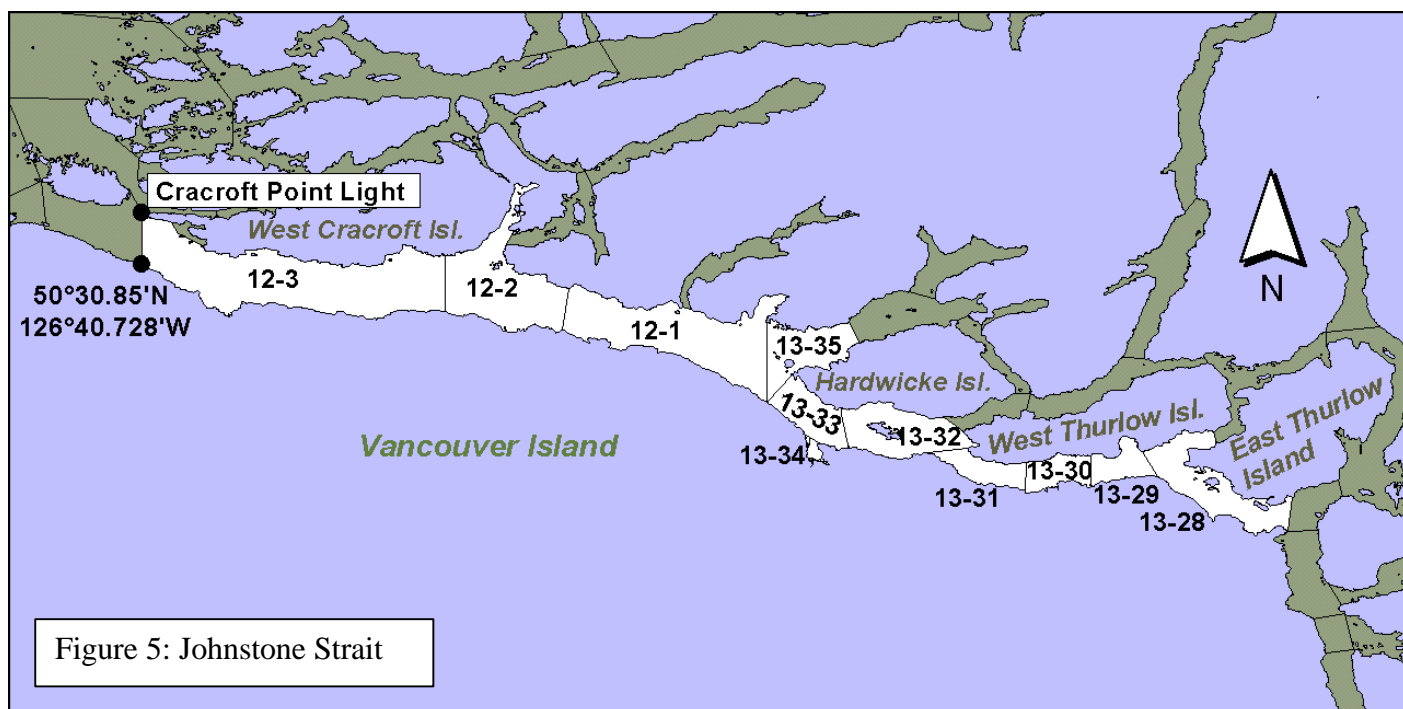 Cracroft Point Light
West Cracroft Isl.
12-3
12-2
50°30.85'N
126°40.728'W
12-1
13-35
N
Hardwicke Isl.
13-33
Vancouver Island
13-34
13-32
West Thurlow Isl.
East Thurlow
Island
13-30
13-31
13-29
13-28
Figure 5: Johnstone Strait